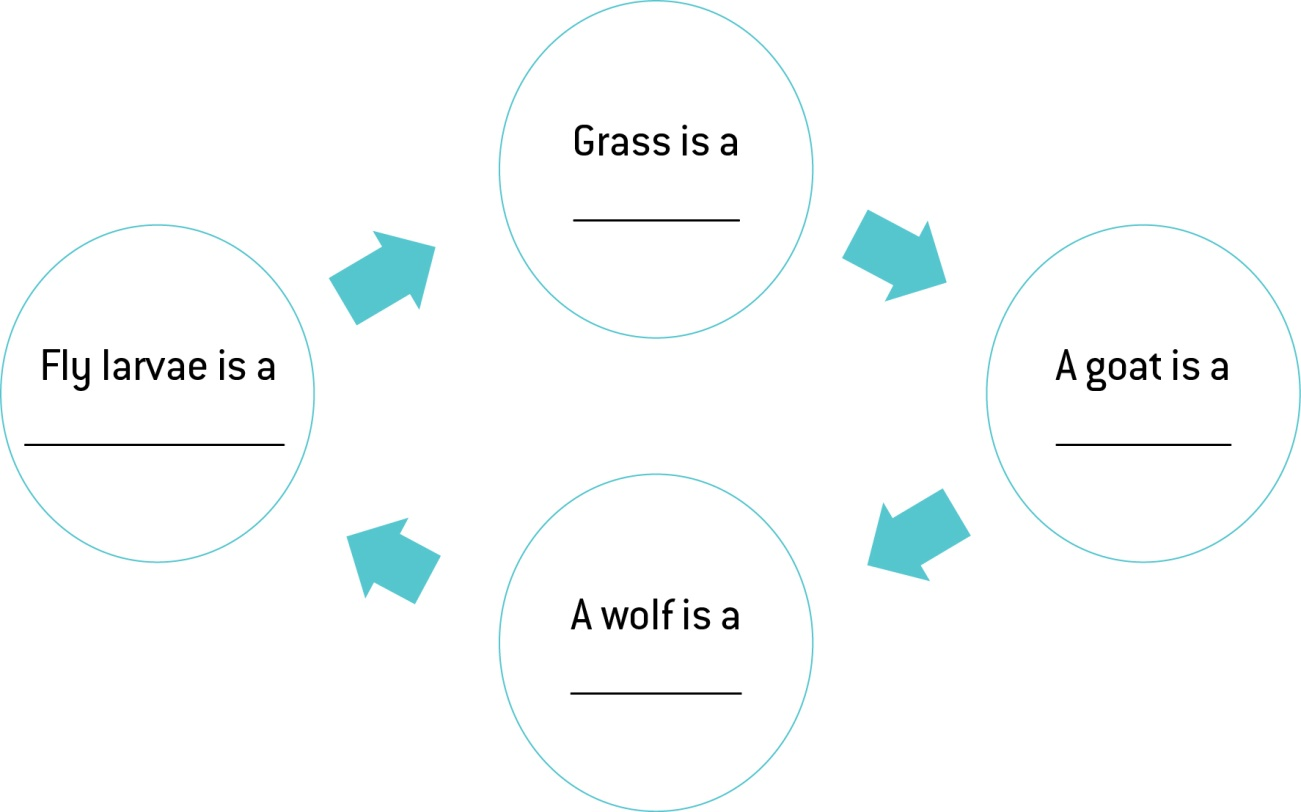 Grass is a
A goat is a
A wolf is a
Fly larvae is a